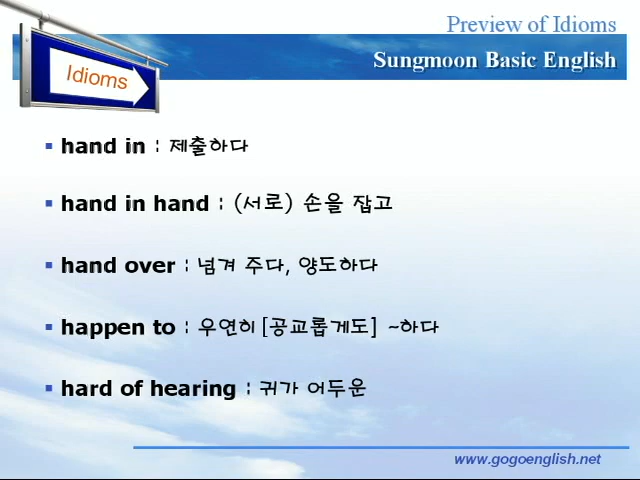 Preview of Idioms
Sungmoon Basic English
Idioms
▪ hand in : 제출하다
▪ hand in hand : (서로) 손을 잡고
▪ hand over : 넘겨 주다, 양도하다
▪ happen to : 우연히 [공교롭게도] ~하다
▪ hard of hearing : 귀가 어두운
www.gogoenglish.net